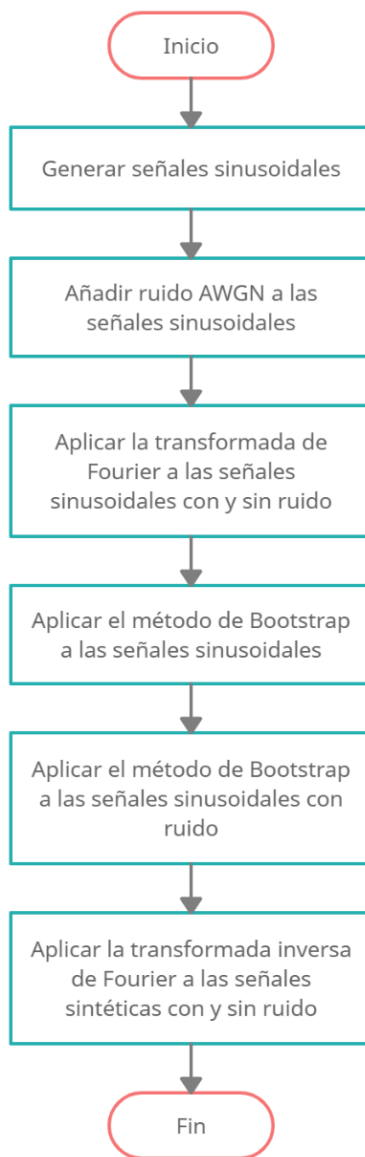 Inicio
Generar señales sinusoidales
Añadir ruido AWGN a las
señales sinusoidales
Aplicar la transformada de
Fourier a las señales
sinusoidales con y sin ruido
Aplicar el método de Bootstrap
a las señales sinusoidales
Aplicar el método de Bootstrap
a las señales sinusoidales con
ruido
Aplicar la transformada inversa
de Fourier a las señales
sintéticas con y sin ruido
Fin